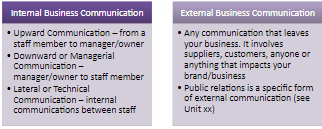 Internal Business Communication
• Upward Communication – from a
staff member to manager/owner
• Downward or Managerial
Communication –
manager/owner to staff member
• Lateral or Technical
Communication – internal
communications between staff
External Business Communication
• Any communication that leaves
your business. It involves
suppliers, customers, anyone or
anything that impacts your
brand/business
• Public relations is a specific form
of external communication (see
Unit xx)